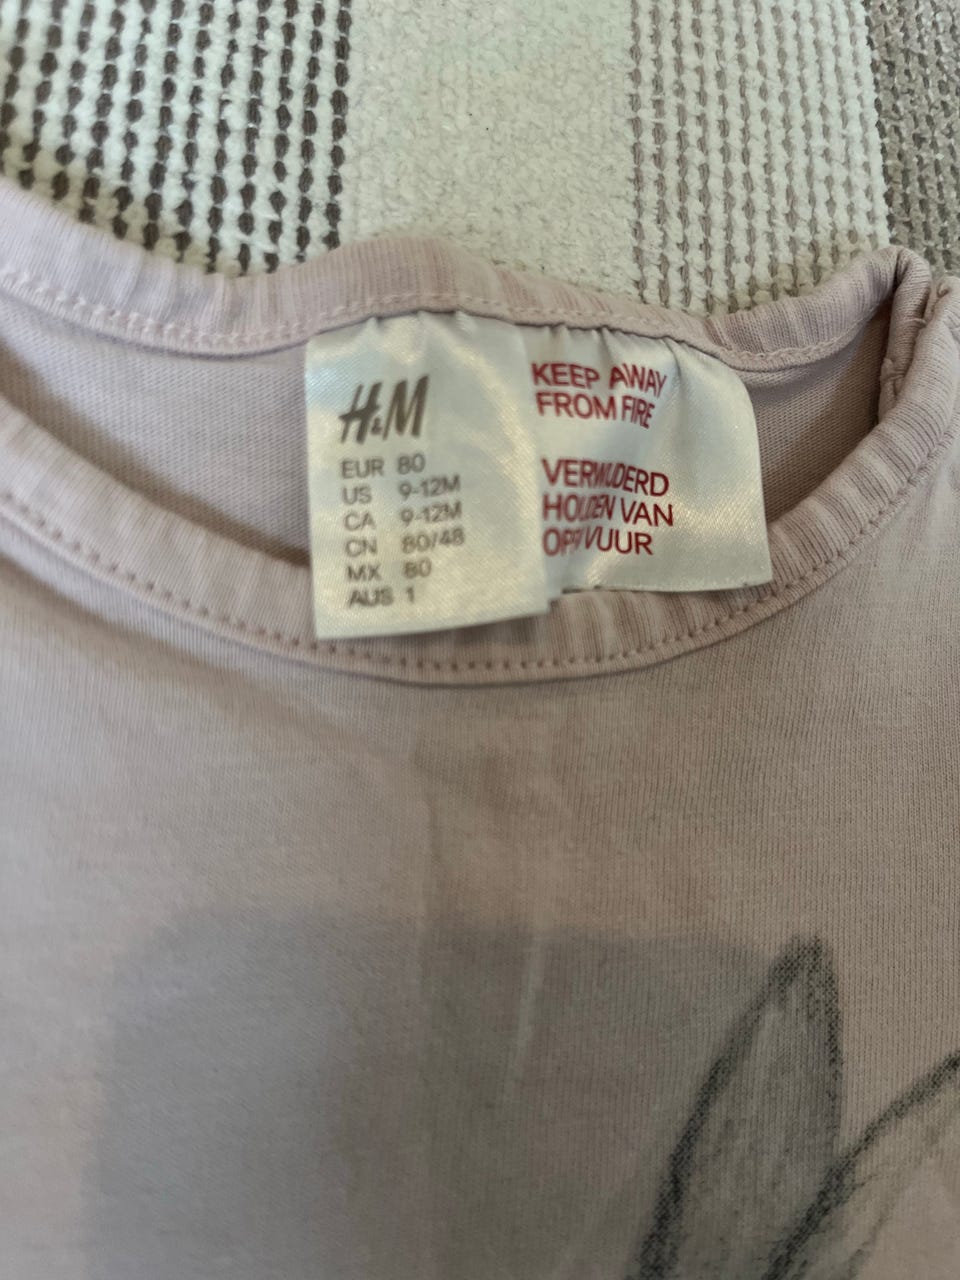 H&M
EUR 80
US 9-12M
CA 9-12M
CN 80/48
MX 80
AUS 1
KEEP AWAY
FROM FIRE
VERWIJDERD
HOUDEN VAN
OPEN VUUR